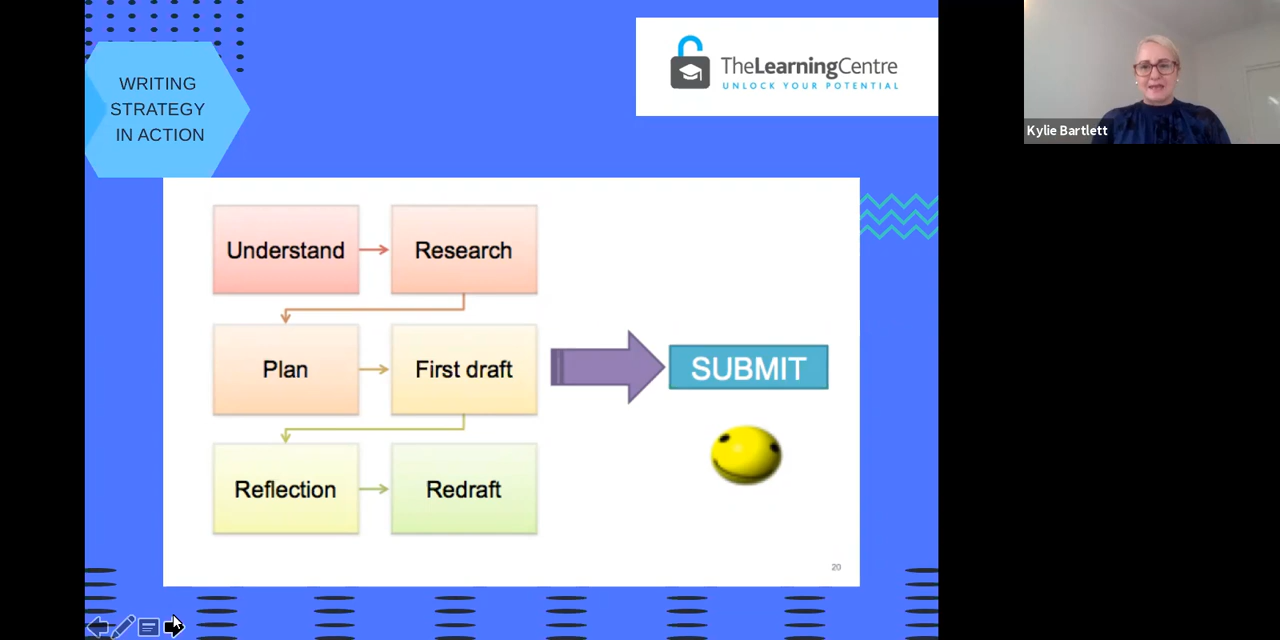 WRITING
STRATEGY
IN ACTION
TheLearningCentre
UNLOCK YOUR POTENTIAL
Kylie Bartlett
Understand
Research
Plan
First draft
SUBMIT
Reflection
Redraft
20